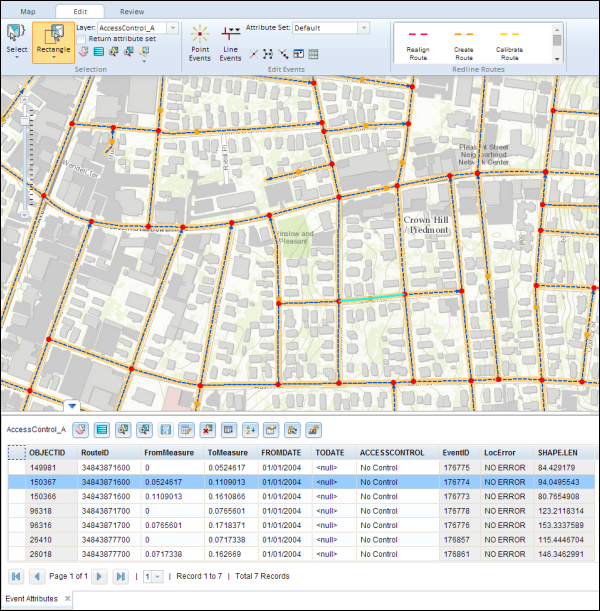 Map Edit Review
Layer: AccessControl_A
Return attribute set
Select
Rectangle
Selection
Point Events
Line Events
Attribute Set: Default
Edit Events
Realign Route
Create Route
Calibrate Route
Redline Routes
Pleasant Street
Neighborhood
Network Center
Crown Hill
/ Piedmont
Winslow and
Pleasant
AccessControl_A
OBJECTID RouteID FromMeasure ToMeasure FROMDATE TODATE ACCESSCONTROL EventID LocError SHAPE.LEN
149981 34843871600 0 0.0524617 01/01/2004 <null> No Control 176775 NO ERROR 84.429179
150367 34843871600 0.0524617 0.1109013 01/01/2004 <null> No Control 176774 NO ERROR 94.0495543
150366 34843871600 0.1109013 0.1610866 01/01/2004 <null> No Control 176773 NO ERROR 80.7654908
96318 34843871700 0 0.0765601 01/01/2004 <null> No Control 176778 NO ERROR 123.2118314
96316 34843871700 0.0765601 0.1718371 01/01/2004 <null> No Control 176776 NO ERROR 153.3337589
26410 34843877700 0 0.0717338 01/01/2004 <null> No Control 176857 NO ERROR 115.4446704
26018 34843877700 0.0717338 0.162669 01/01/2004 <null> No Control 176861 NO ERROR 146.3462991
Page 1 of 1 | 1 | Record 1 to 7 | Total 7 Records
Event Attributes X